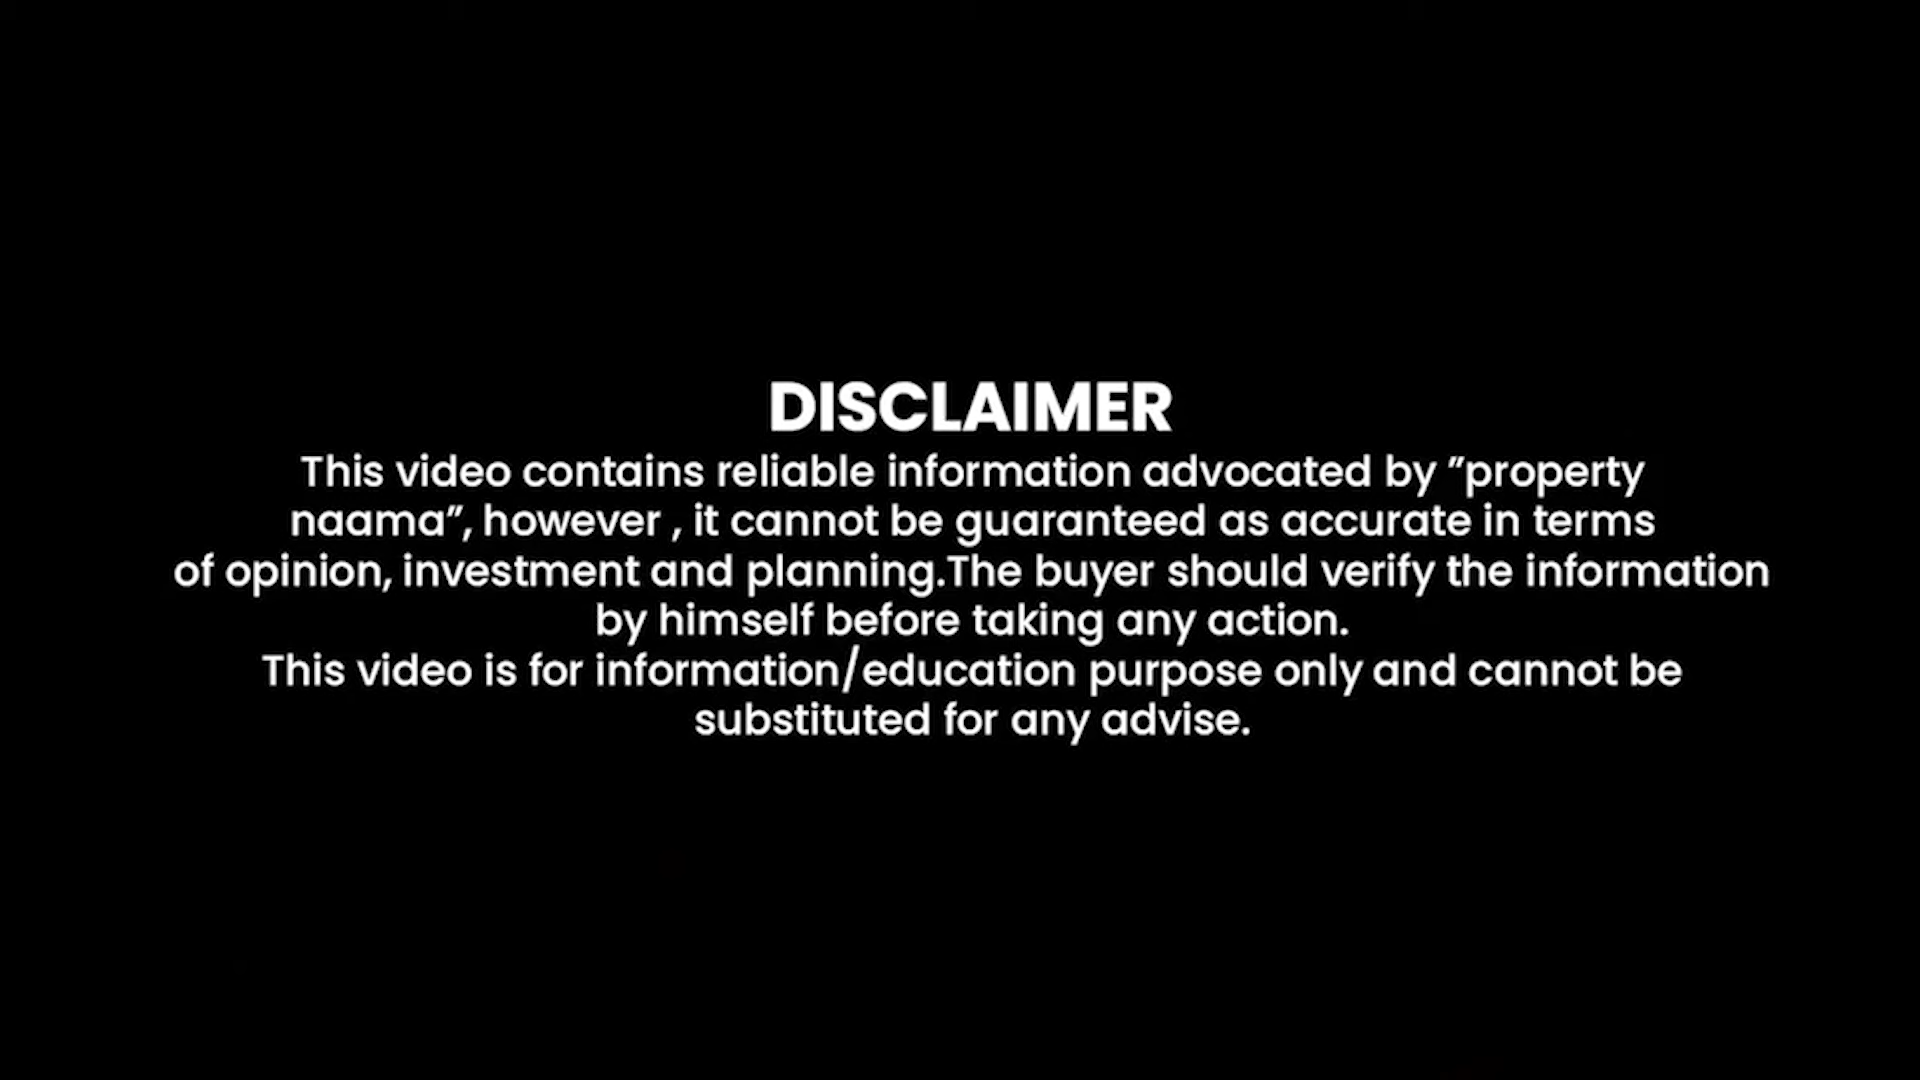 DISCLAIMER
This video contains reliable information advocated by ”property
naama”, however , it cannot be guaranteed as accurate in terms
of opinion, investment and planning.The buyer should verify the information
by himself before taking any action.
This video is for information/education purpose only and cannot be
substituted for any advise.